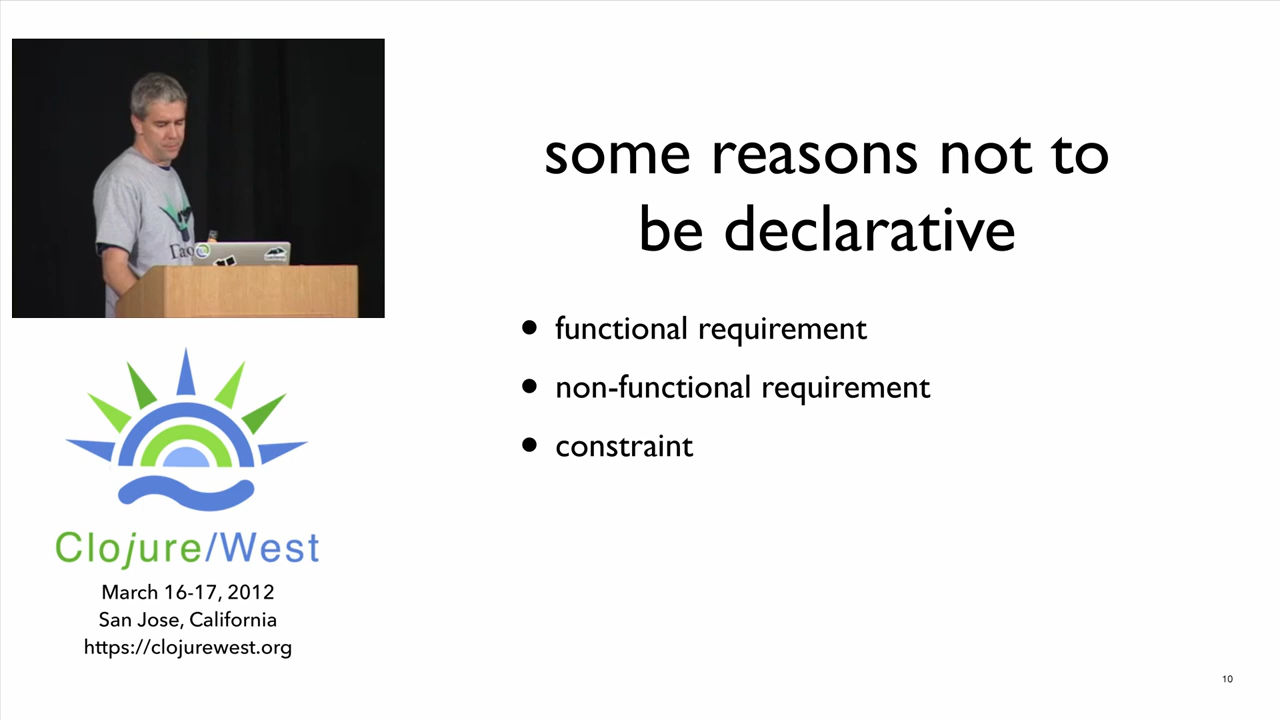 some reasons not to
be declarative
• functional requirement
• non-functional requirement
• constraint
Clojure/West
March 16-17, 2012
San Jose, California
https://clojurewest.org
10